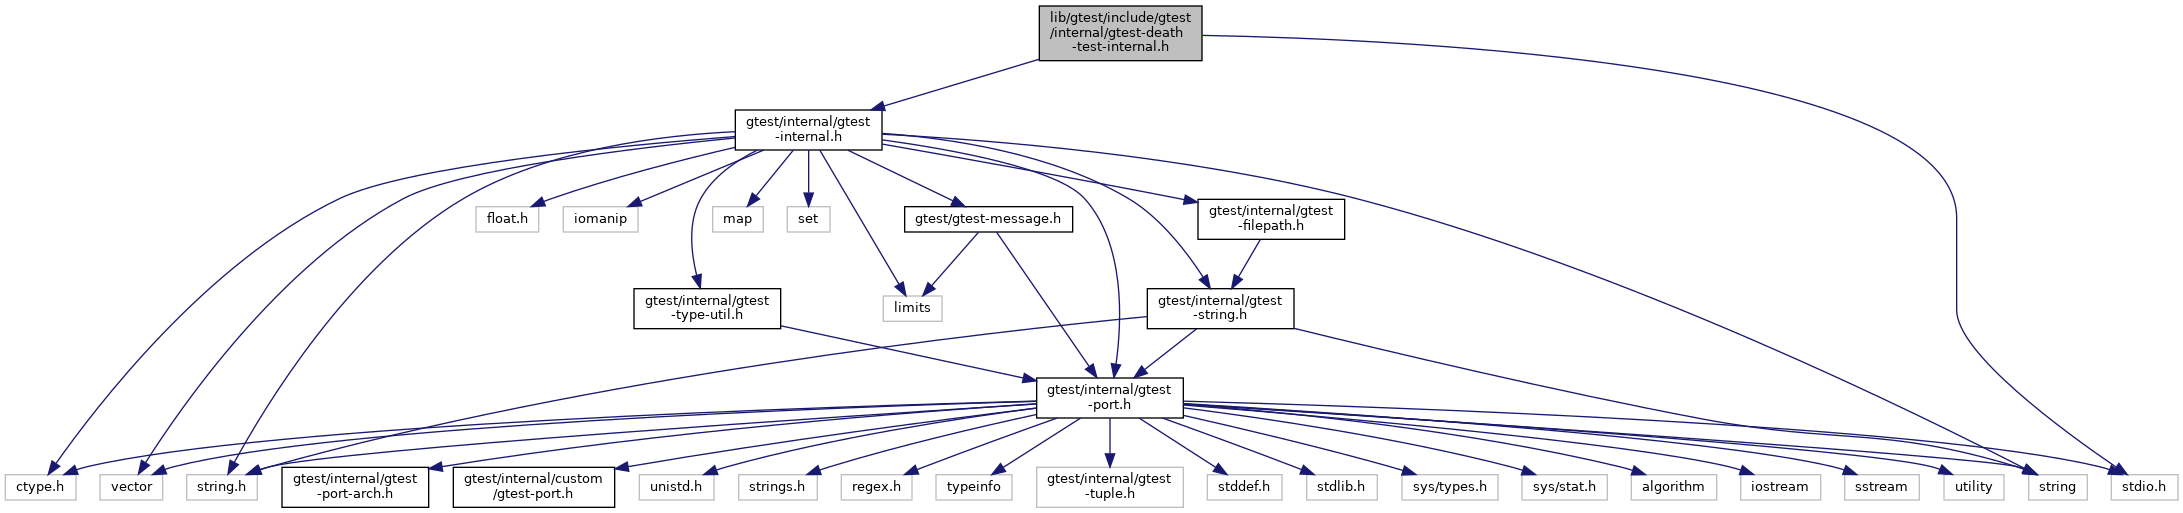 lib/gtest/include/gtest
/internal/gtest-death
-test-internal.h
gtest/internal/gtest
-internal.h
float.h
iomanip
map
set
gtest/gtest-message.h
gtest/internal/gtest
-filepath.h
gtest/internal/gtest
-type-util.h
limits
gtest/internal/gtest
-string.h
gtest/internal/gtest
-port.h
ctype.h
vector
string.h
gtest/internal/gtest
-port-arch.h
gtest/internal/custom
/gtest-port.h
unistd.h
strings.h
regex.h
typeinfo
gtest/internal/gtest
-tuple.h
stddef.h
stdlib.h
sys/types.h
sys/stat.h
algorithm
iostream
sstream
utility
string
stdio.h